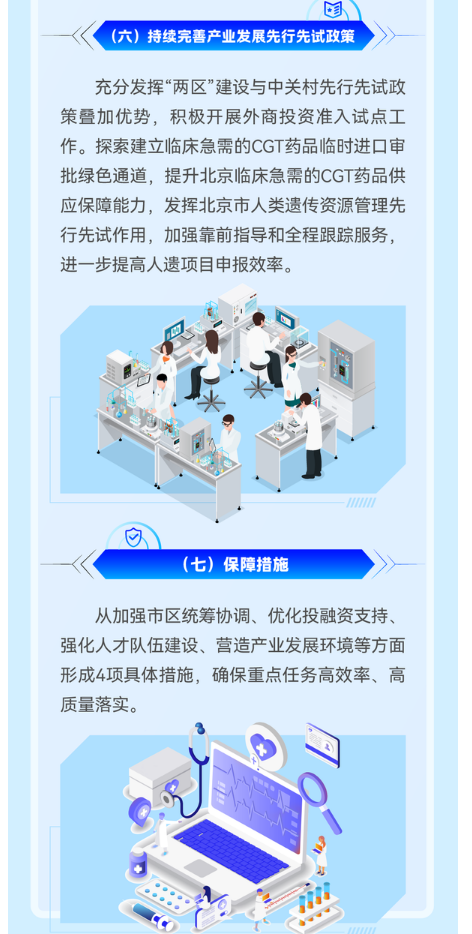 （六）持续完善产业发展先行先试政策
充分发挥“两区”建设与中关村先行先试政
策叠加优势，积极开展外商投资准入试点工
作。探索建立临床急需的CGT药品临时进口审
批绿色通道，提升北京临床急需的CGT药品供
应保障能力，发挥北京市人类遗传资源管理先
行先试作用，加强靠前指导和全程跟踪服务，
进一步提高人遗项目申报效率。
（七）保障措施
从加强市区统筹协调、优化投融资支持、
强化人才队伍建设、营造产业发展环境等方面
形成4项具体措施，确保重点任务高效率、高
质量落实。